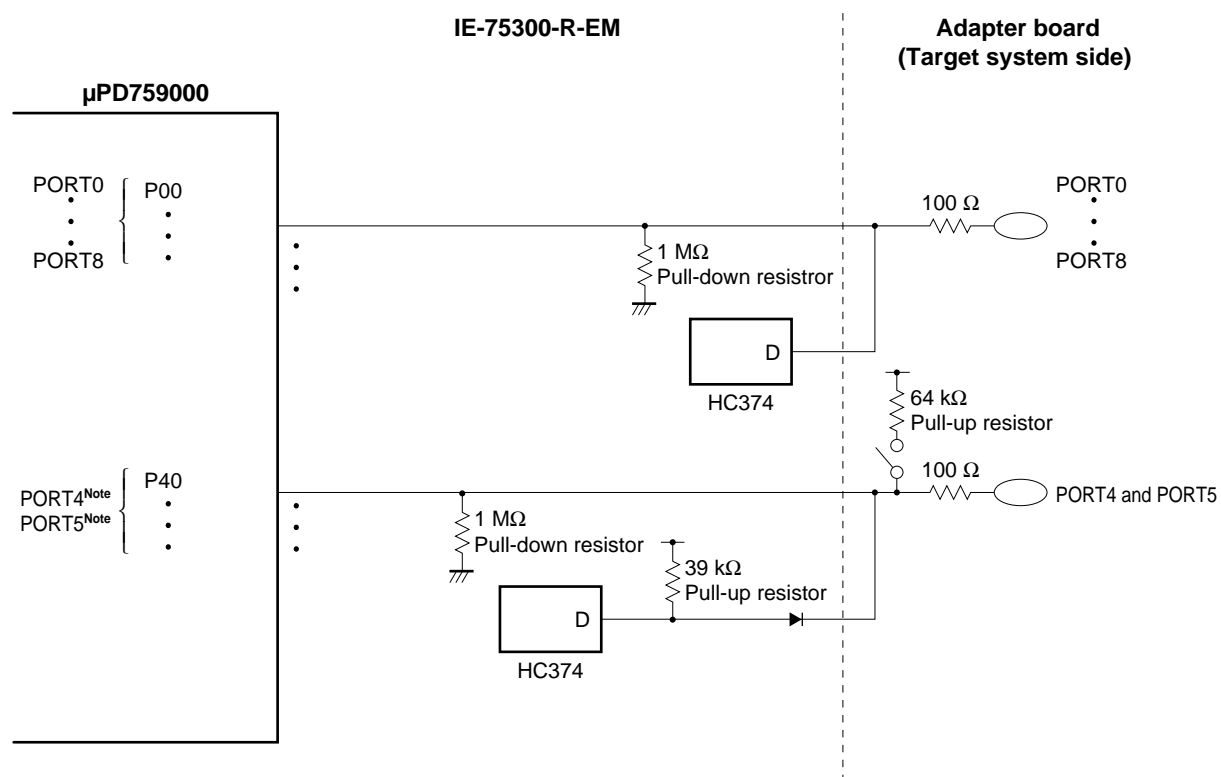 IE-75300-R-EM
Adapter board
(Target system side)
µPD759000
PORT0
PORT8
P00
100 Ω
PORT0
PORT8
1 MΩ
Pull-down resistror
D
HC374
64 kΩ
Pull-up resistor
PORT4Note
PORT5Note
P40
100 Ω
PORT4 and PORT5
1 MΩ
Pull-down resistor
39 kΩ
Pull-up resistor
D
HC374